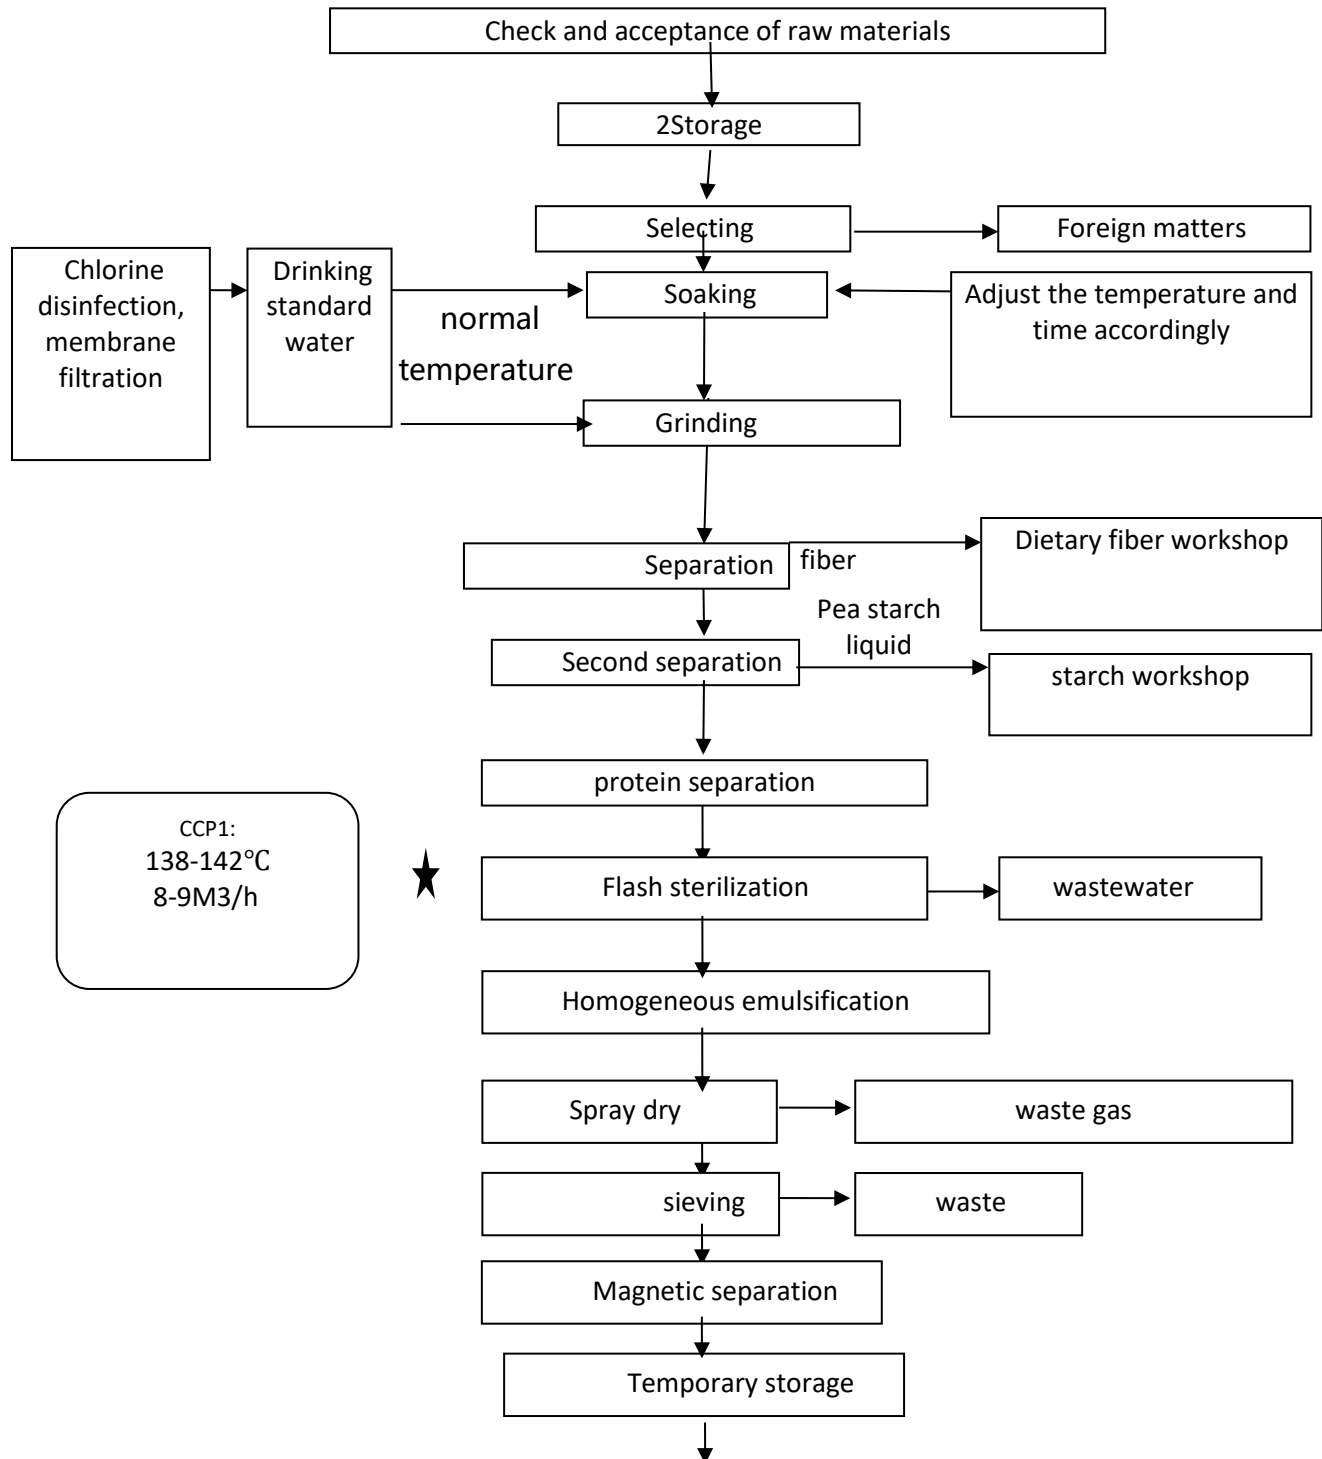 Check and acceptance of raw materials
2Storage
Selecting
Foreign matters
Chlorine
disinfection,
membrane
filtration
Drinking
standard
water
normal
temperature
Soaking
Adjust the temperature and
time accordingly
Grinding
Separation
fiber
Dietary fiber workshop
Second separation
Pea starch
liquid
starch workshop
protein separation
CCP1:
138-142℃
8-9M3/h
Flash sterilization
wastewater
Homogeneous emulsification
Spray dry
waste gas
sieving
waste
Magnetic separation
Temporary storage